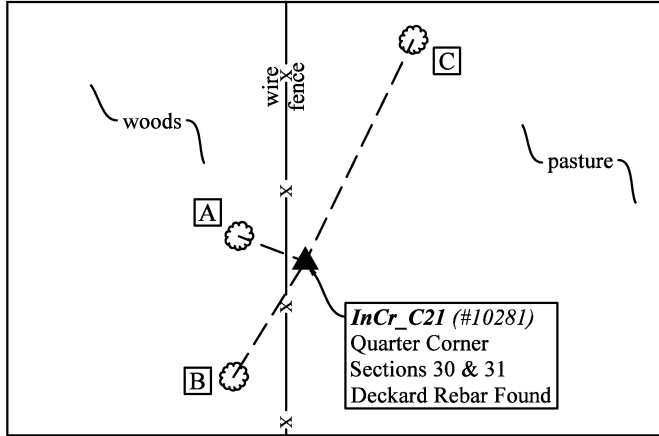 C
wire
fence
X
woods
pasture
X
A
X
InCr_C21 (#10281)
Quarter Corner
Sections 30 & 31
Deckard Rebar Found
B
X